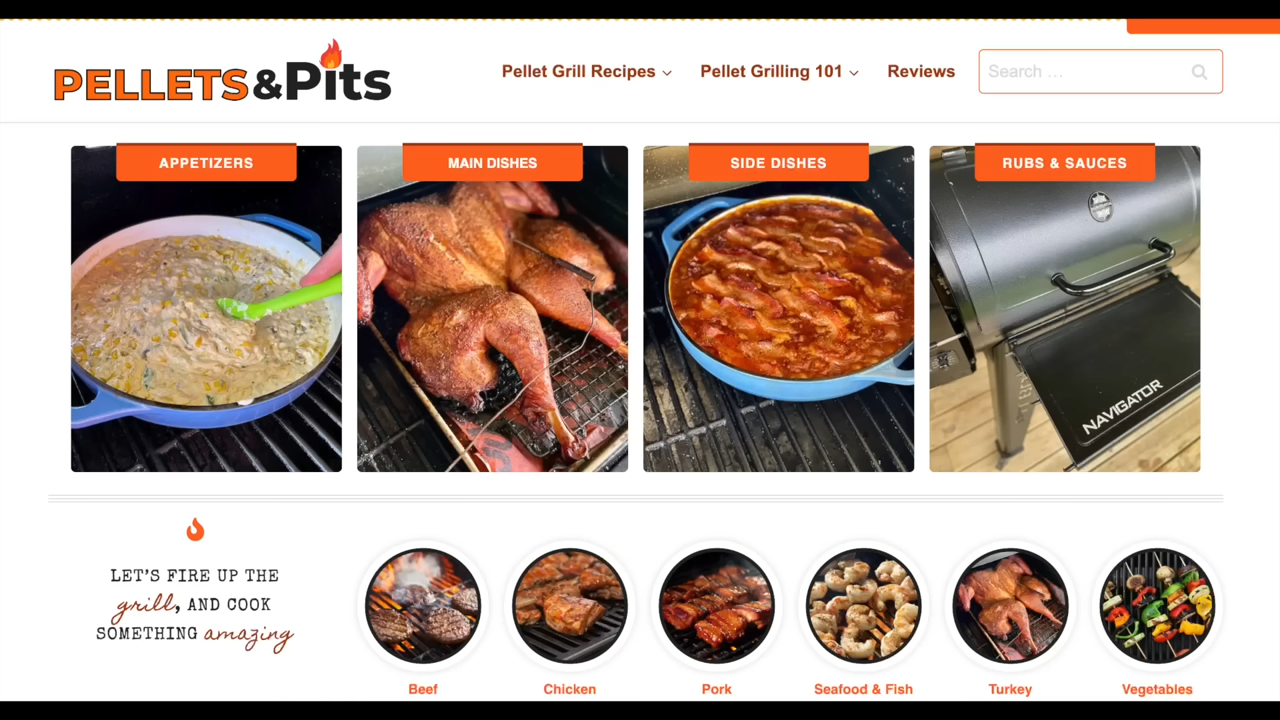 PELLETS&Pits
Pellet Grill Recipes
Pellet Grilling 101
Reviews
Search …
APPETIZERS
MAIN DISHES
SIDE DISHES
RUBS & SAUCES
NAVIGATOR
LET'S FIRE UP THE
grill, AND COOK
SOMETHING amazing
Beef
Chicken
Pork
Seafood & Fish
Turkey
Vegetables